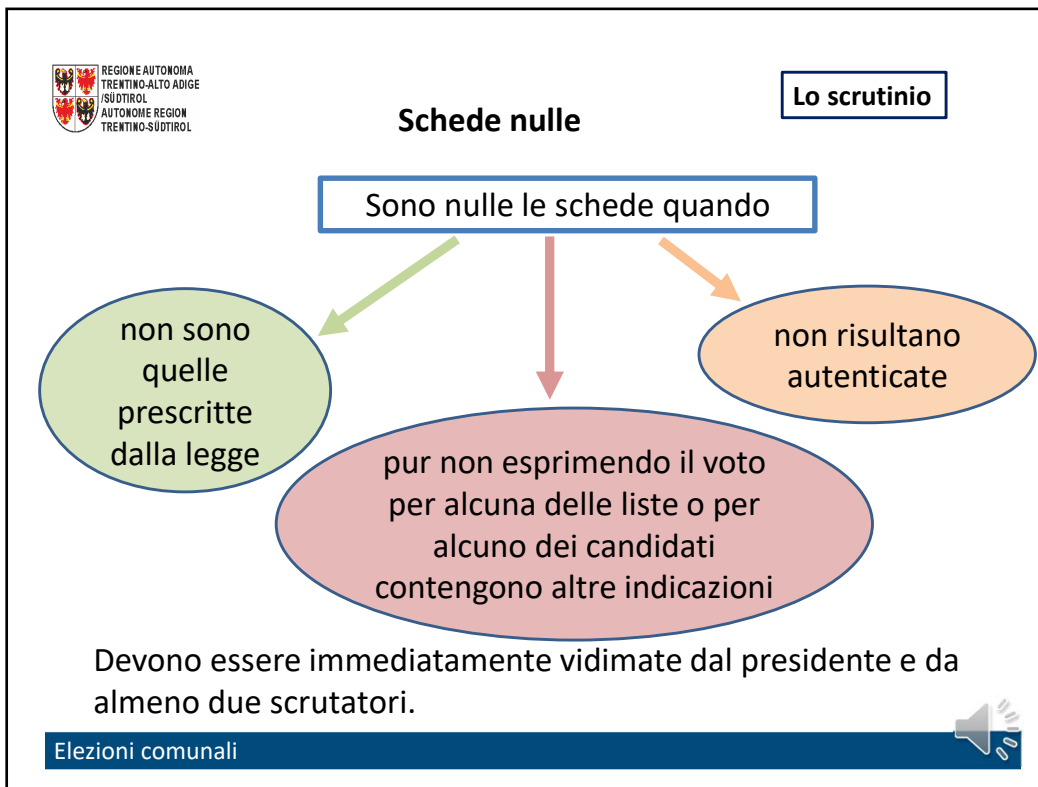 REGIONE AUTONOMA
TRENTINO-ALTO ADIGE
/SÜDTIROL
AUTONOME REGION
TRENTINO-SÜDTIROL
Lo scrutinio
Schede nulle
Sono nulle le schede quando
non sono
quelle
prescritte
dalla legge
pur non esprimendo il voto
per alcuna delle liste o per
alcuno dei candidati
contengono altre indicazioni
non risultano
autenticate
Devono essere immediatamente vidimate dal presidente e da
almeno due scrutatori.
Elezioni comunali